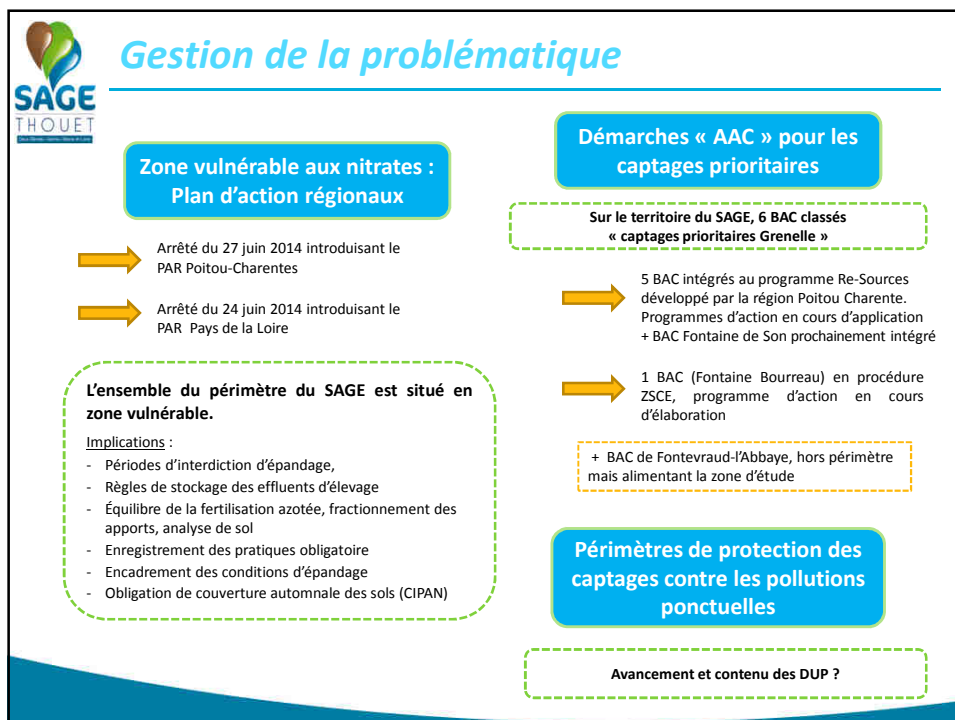 Gestion de la problématique
SAGE
THOUET
Zone vulnérable aux nitrates :
Plan d'action régionaux
Arrêté du 27 juin 2014 introduisant le
PAR Poitou-Charentes
Arrêté du 24 juin 2014 introduisant le
PAR Pays de la Loire
L'ensemble du périmètre du SAGE est situé en
zone vulnérable.
Implications :
- Périodes d'interdiction d'épandage,
- Règles de stockage des effluents d'élevage
- Équilibre de la fertilisation azotée, fractionnement des
apports, analyse de sol
- Enregistrement des pratiques obligatoire
- Encadrement des conditions d'épandage
- Obligation de couverture automnale des sols (CIPAN)
Démarches « AAC » pour les
captages prioritaires
Sur le territoire du SAGE, 6 BAC classés
« captages prioritaires Grenelle »
5 BAC intégrés au programme Re-Sources
développé par la région Poitou Charente.
Programmes d'action en cours d'application
+ BAC Fontaine de Son prochainement intégré
1 BAC (Fontaine Bourreau) en procédure
ZSCE, programme d'action en cours
d'élaboration
+ BAC de Fontevraud-l'Abbaye, hors périmètre
mais alimentant la zone d'étude
Périmètres de protection des
captages contre les pollutions
ponctuelles
Avancement et contenu des DUP ?